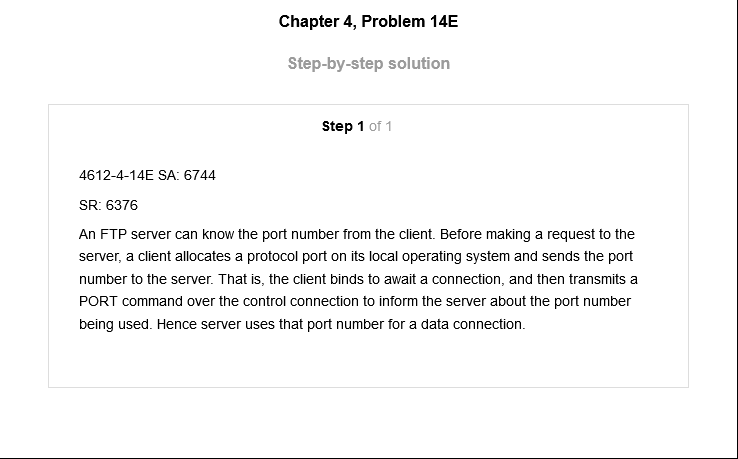 Chapter 4, Problem 14E
Step-by-step solution
Step 1 of 1
4612-4-14E SA: 6744
SR: 6376
An FTP server can know the port number from the client. Before making a request to the
server, a client allocates a protocol port on its local operating system and sends the port
number to the server. That is, the client binds to await a connection, and then transmits a
PORT command over the control connection to inform the server about the port number
being used. Hence server uses that port number for a data connection.